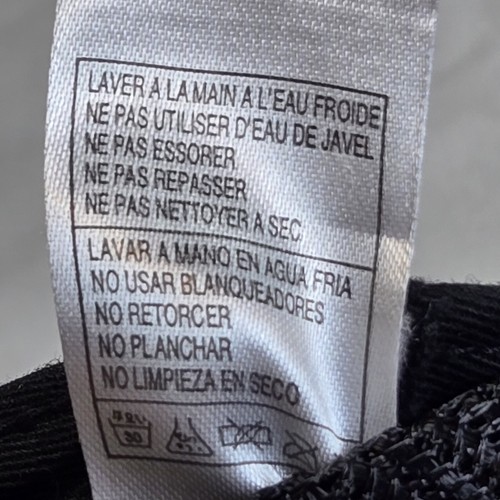 LAVER A LA MAIN A L'EAU FROIDE
NE PAS UTILISER D'EAU DE JAVEL
NE PAS ESSORER
NE PAS REPASSER
NE PAS NETTOYER A SEC
LAVAR A MANO EN AGUA FRIA
NO USAR BLANQUEADORES
NO RETORCER
NO PLANCHAR
NO LIMPIEZA EN SECO
30